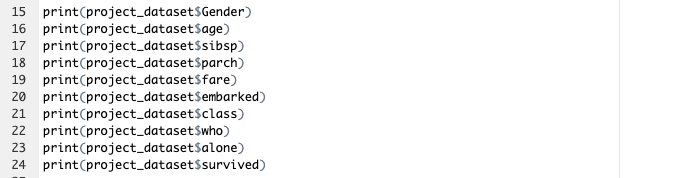 15 print(project_dataset$Gender)
16 print(project_dataset$age)
17 print(project_dataset$sibsp)
18 print(project_dataset$parch)
19 print(project_dataset$fare)
20 print(project_dataset$embarked)
21 print(project_dataset$class)
22 print(project_dataset$who)
23 print(project_dataset$alone)
24 print(project_dataset$survived)